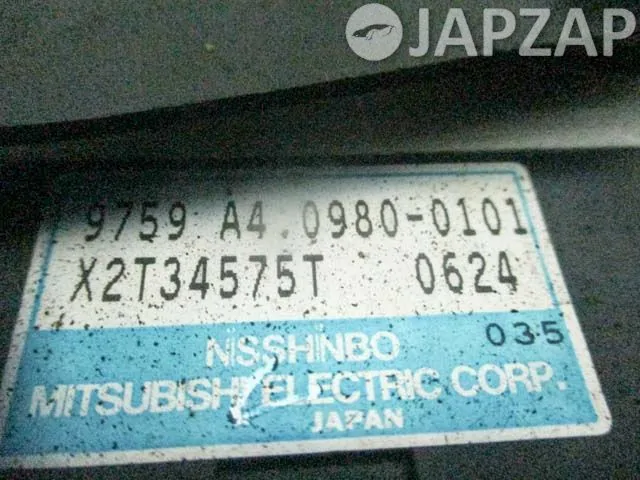 JAPZAP
9759 A4.0980-0101
X2T34575T 0624
035
NISSHINBO
MITSUBISHI ELECTRIC CORP.
JAPAN